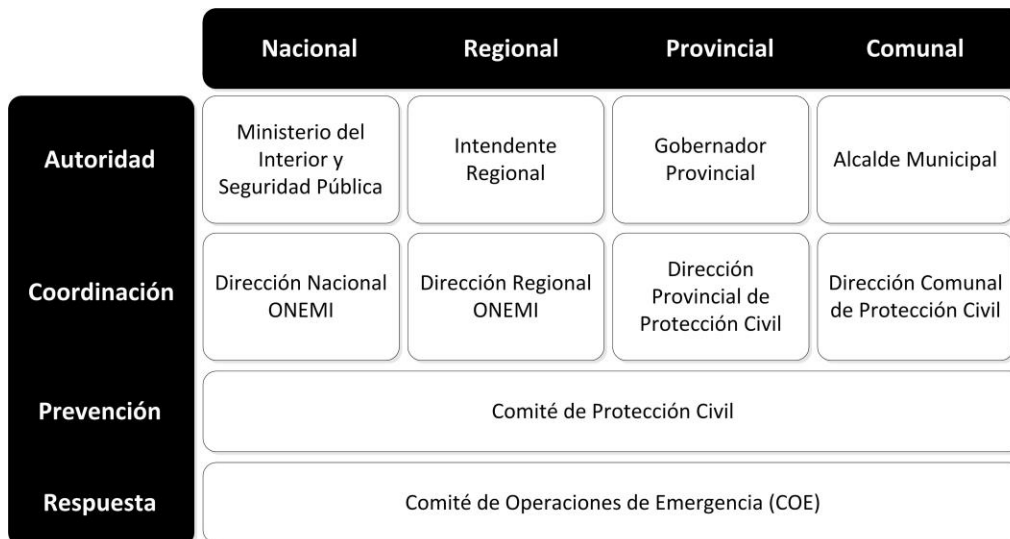 Nacional Regional Provincial Comunal
Autoridad
Ministerio del
Interior y
Seguridad Pública
Intendente
Regional
Gobernador
Provincial
Alcalde Municipal
Coordinación
Dirección Nacional
ONEMI
Dirección Regional
ONEMI
Dirección
Provincial de
Protección Civil
Dirección Comunal
de Protección Civil
Prevención
Comité de Protección Civil
Respuesta
Comité de Operaciones de Emergencia (COE)